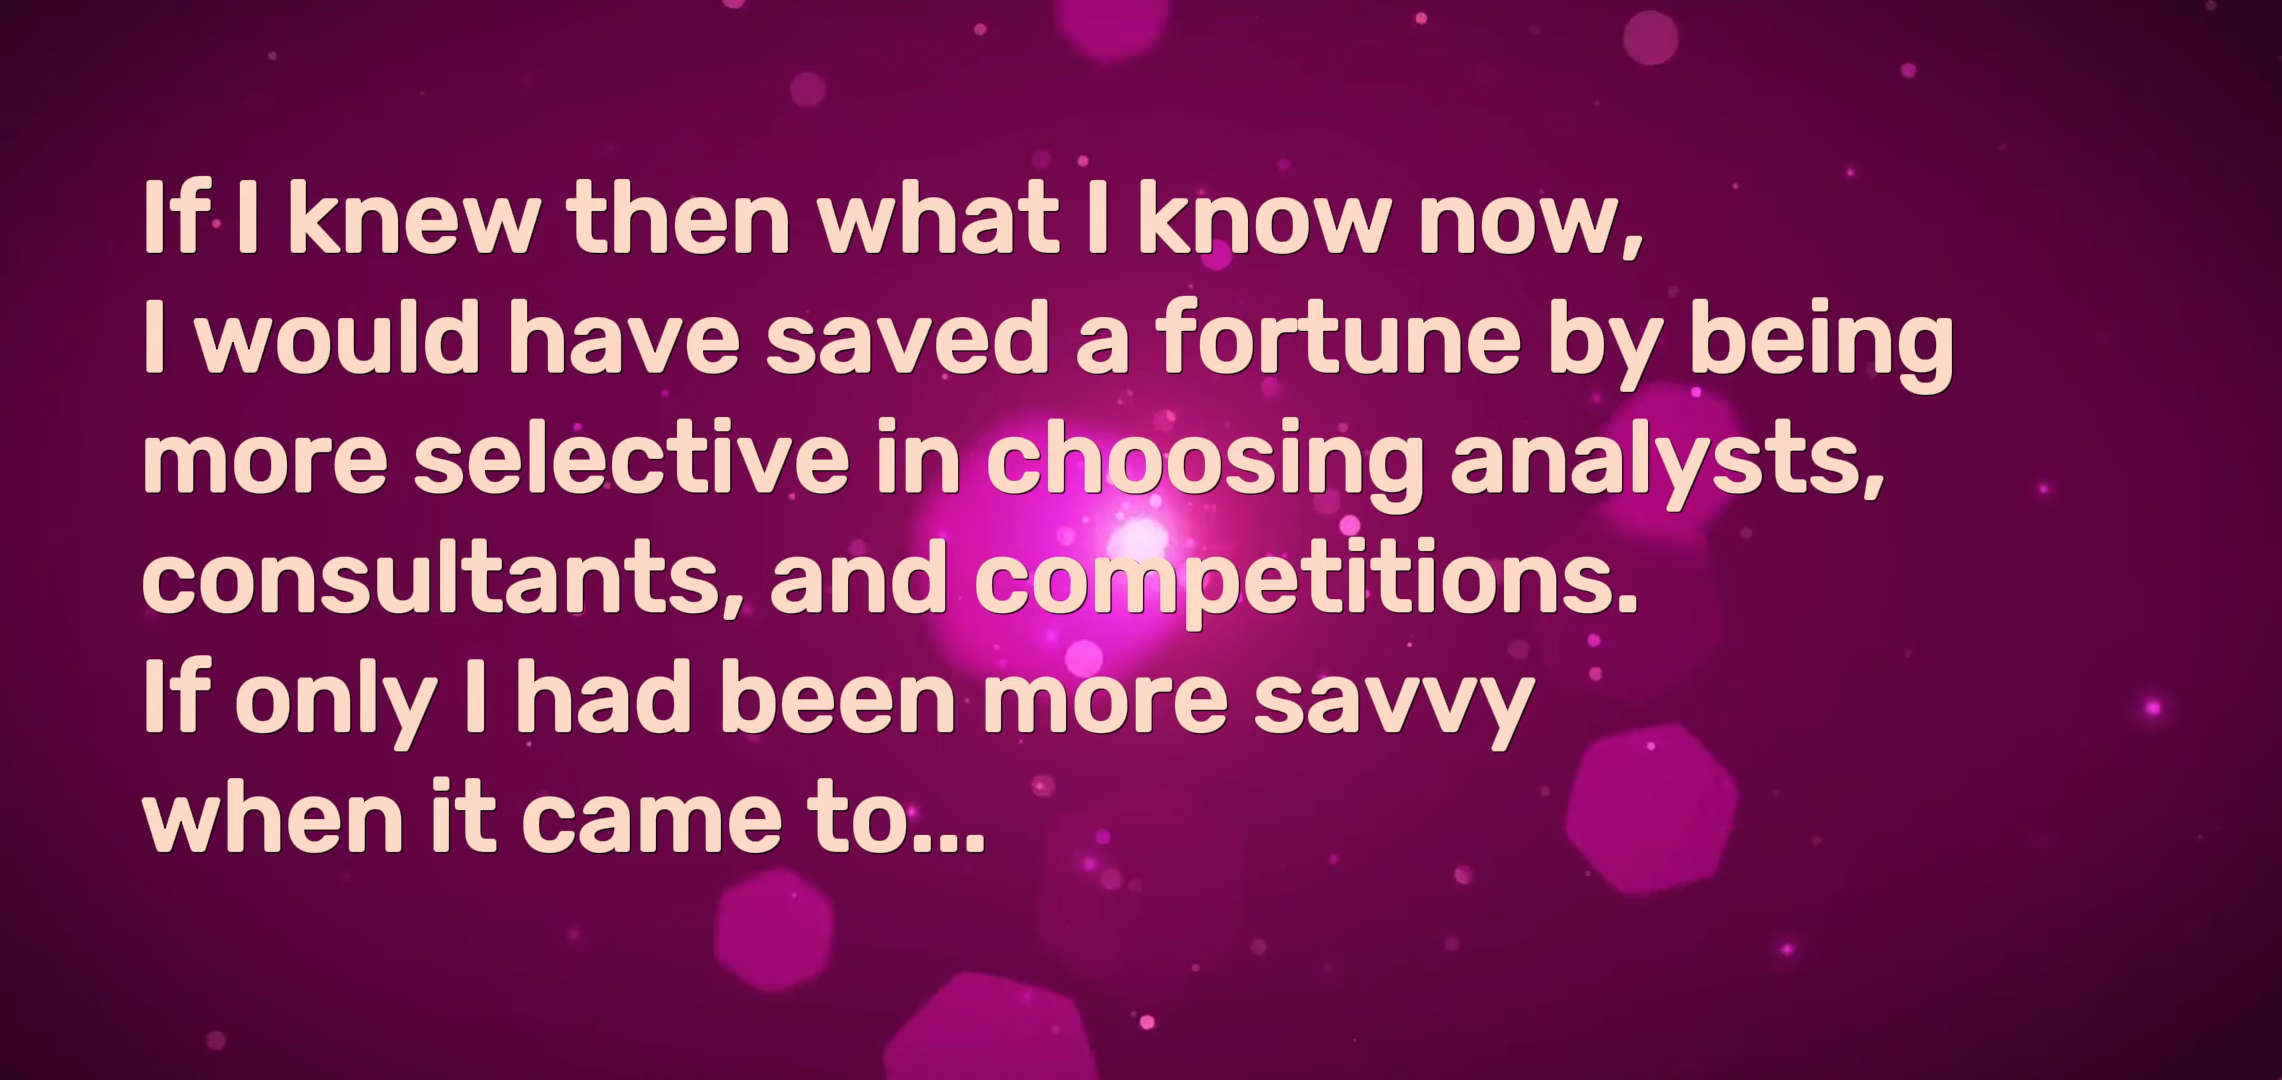 If I knew then what I know now,
I would have saved a fortune by being
more selective in choosing analysts,
consultants, and competitions.
If only I had been more savvy
when it came to...